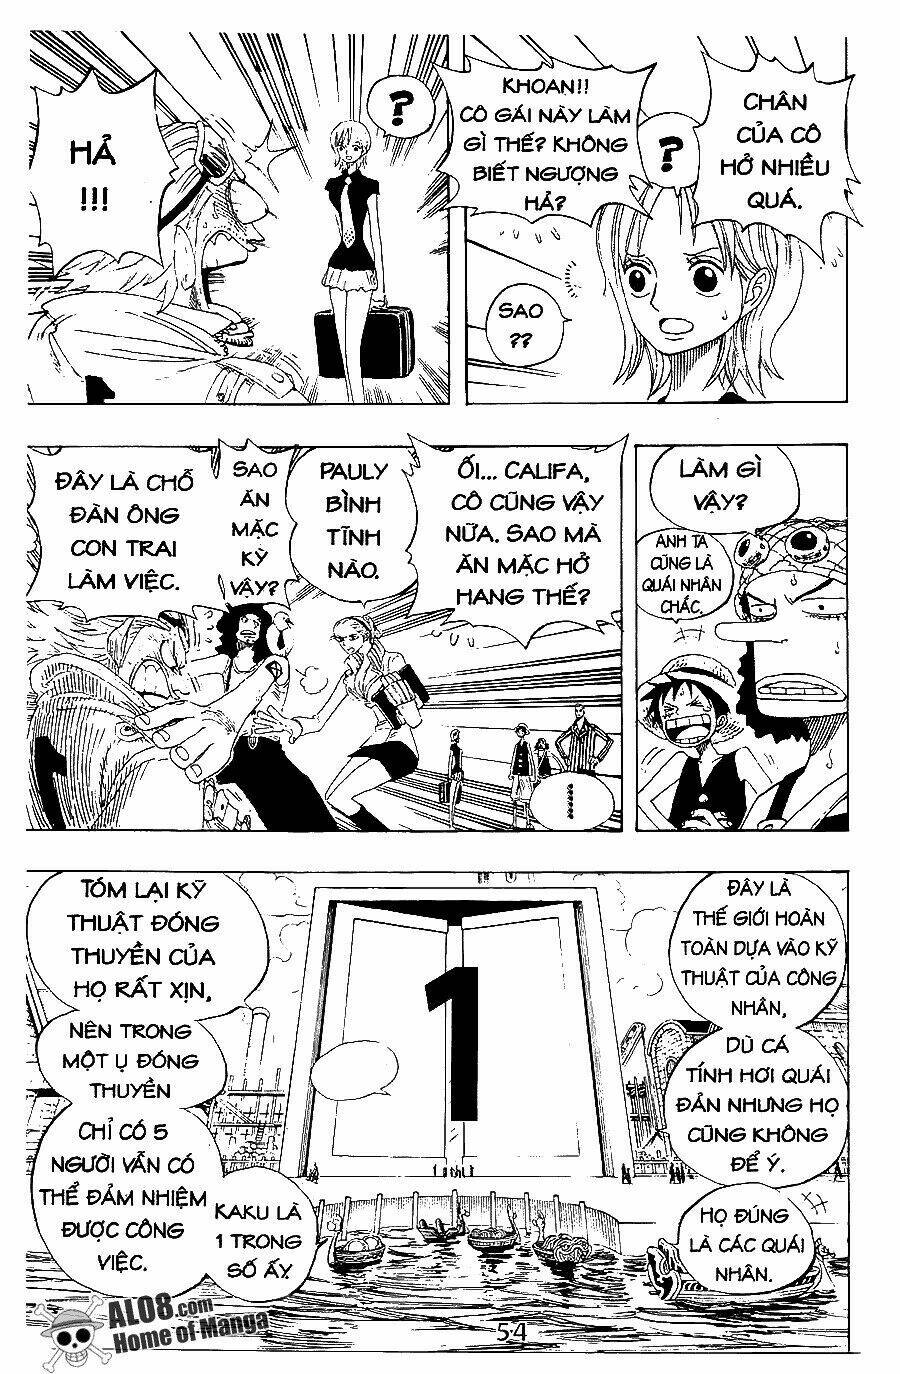 CHÂN
CỦA CÔ
HỞ NHIỀU
QUÁ.
?
KHOAN!!
CÔ GÁI NÀY LÀM
GÌ THẾ? KHÔNG
BIẾT NGƯỢNG
HẢ?
SAO
??
?
HẢ
!!!
1
LÀM GÌ
VẬY?
ANH TA
CŨNG LÀ
QUÁI NHÂN
CHẮC.
ỐI... CALIFA,
CÔ CŨNG VẬY
NỮA. SAO MÀ
ĂN MẶC HỞ
HANG THẾ?
PAULY
BÌNH
TĨNH
NÀO.
SAO
ĂN
MẶC
KỲ
VẬY?
ĐÂY LÀ CHỖ
ĐÀN ÔNG
CON TRAI
LÀM VIỆC.
1
ĐÂY LÀ
THẾ GIỚI HOÀN
TOÀN DỰA VÀO KỸ
THUẬT CỦA CÔNG
NHÂN,
DÙ CÁ
TÍNH HƠI QUÁI
ĐẢN NHƯNG HỌ
CŨNG KHÔNG
ĐỂ Ý.
HỌ ĐÚNG
LÀ CÁC QUÁI
NHÂN.
1
TÓM LẠI KỸ
THUẬT ĐÓNG
THUYỀN CỦA
HỌ RẤT XỊN,
NÊN TRONG
MỘT Ụ ĐÓNG
THUYỀN
CHỈ CÓ 5
NGƯỜI VẪN CÓ
THỂ ĐẢM NHIỆM
ĐƯỢC CÔNG
VIỆC.
KAKU LÀ
1 TRONG
SỐ ẤY.
ALO8.com
Home of Manga
54